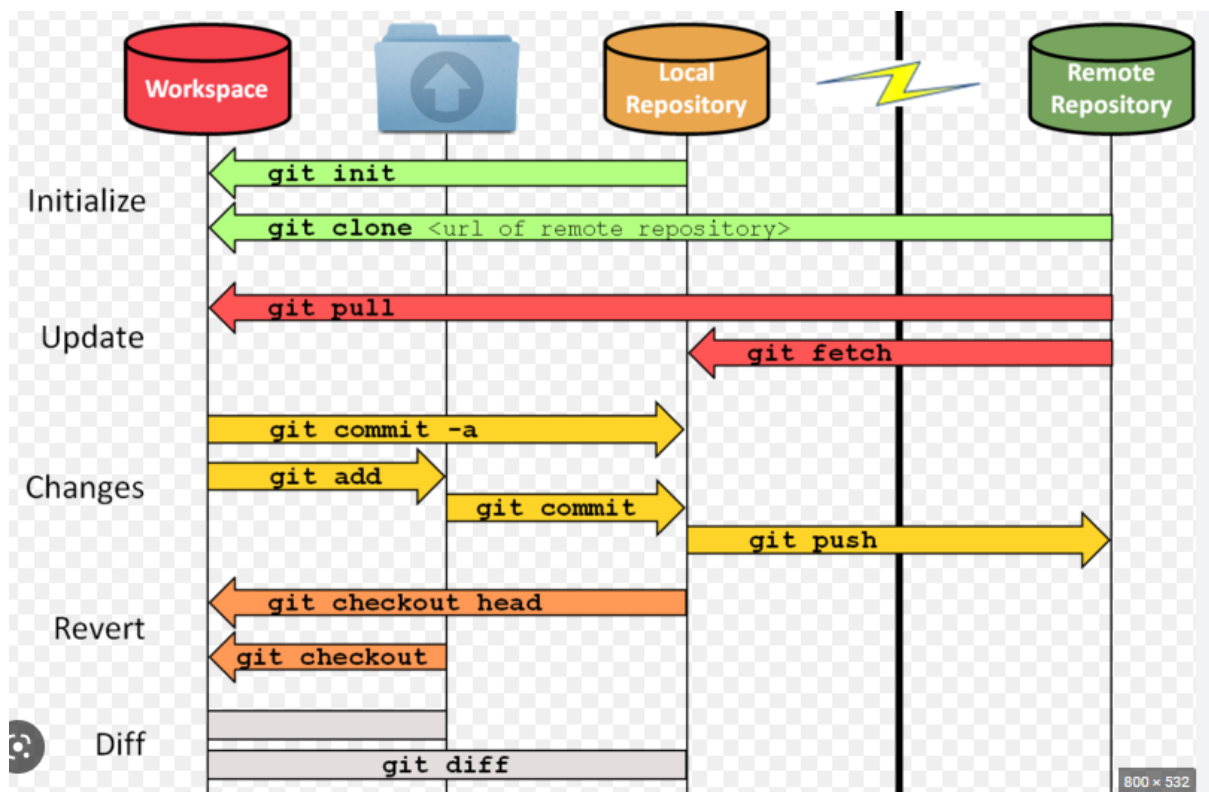 Workspace
Local
Repository
Remote
Repository
Initialize
git init
git clone <url of remote repository>
Update
git pull
git fetch
Changes
git commit -a
git add
git commit
git push
Revert
git checkout head
git checkout
Diff
git diff
800 × 532